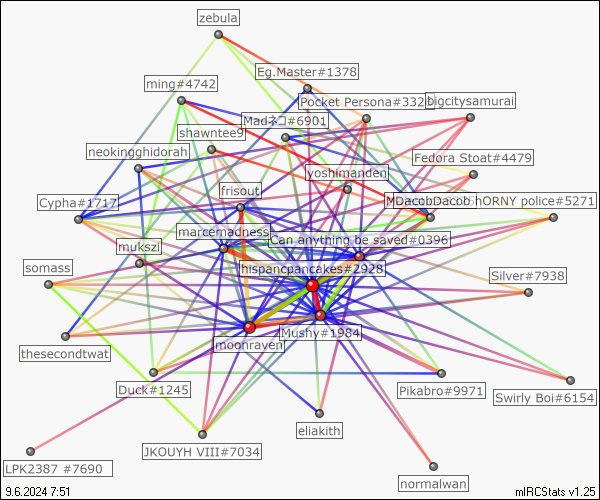 zebula
Eg.Master#1378
ming#4742
Pocket Persona#332
bigcitysamurai
Madネコ#6901
shawntee9
neokingghidorah
Fedora Stoat#4479
yoshimanden
frisout
MDacobDacob
hORNY police#5271
Cypha#1717
marcemadness
Can anything be saved#0396
mukszi
somass
hispancpancakes#2928
Silver#7938
Mushy#1984
moonraven
thesecondtwat
Duck#1245
Pikabro#9971
Swirly Boi#6154
eliakith
JKOUYH VIII#7034
LPK2387 #7690
normalwan
9.6.2024 7:51
mIRCStats v1.25